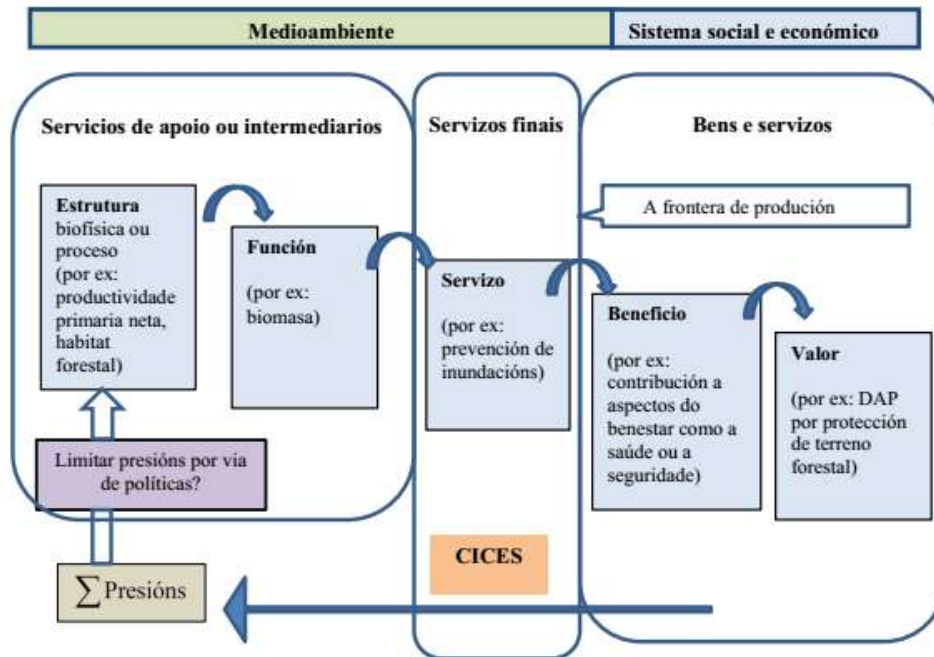 Medioambiente
Sistema social e económico
Servicios de apoio ou intermediarios
Servizos finais
Bens e servizos
Estrutura
biofísica ou
proceso
(por ex:
productividade
primaria neta,
habitat
forestal)
Función
(por ex:
biomasa)
A frontera de produción
Servizo
(por ex:
prevención de
inundacións)
Beneficio
(por ex:
contribución a
aspectos do
benestar como a
saúde ou a
seguridade)
Valor
(por ex: DAP
por protección
de terreno
forestal)
Limitar presións por via
de políticas?
CICES
∑ Presións